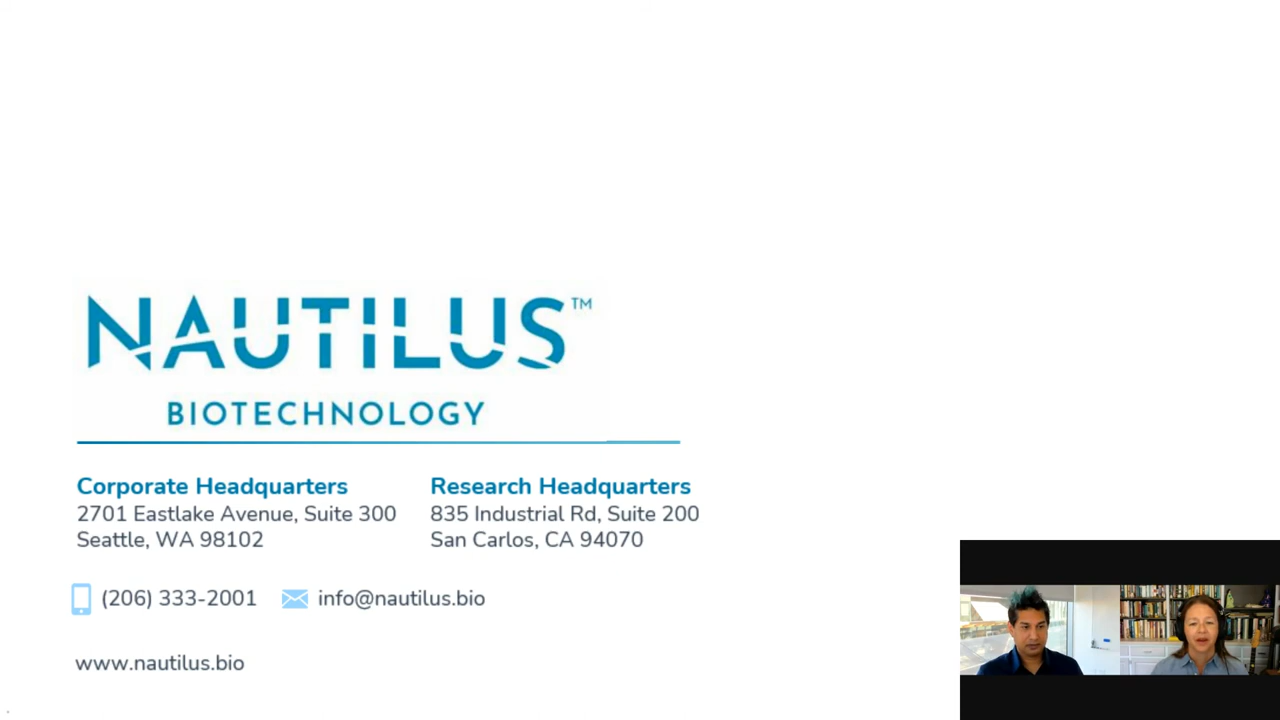 NAUTILUS™
BIOTECHNOLOGY
Corporate Headquarters
2701 Eastlake Avenue, Suite 300
Seattle, WA 98102
Research Headquarters
835 Industrial Rd, Suite 200
San Carlos, CA 94070
(206) 333-2001
info@nautilus.bio
www.nautilus.bio